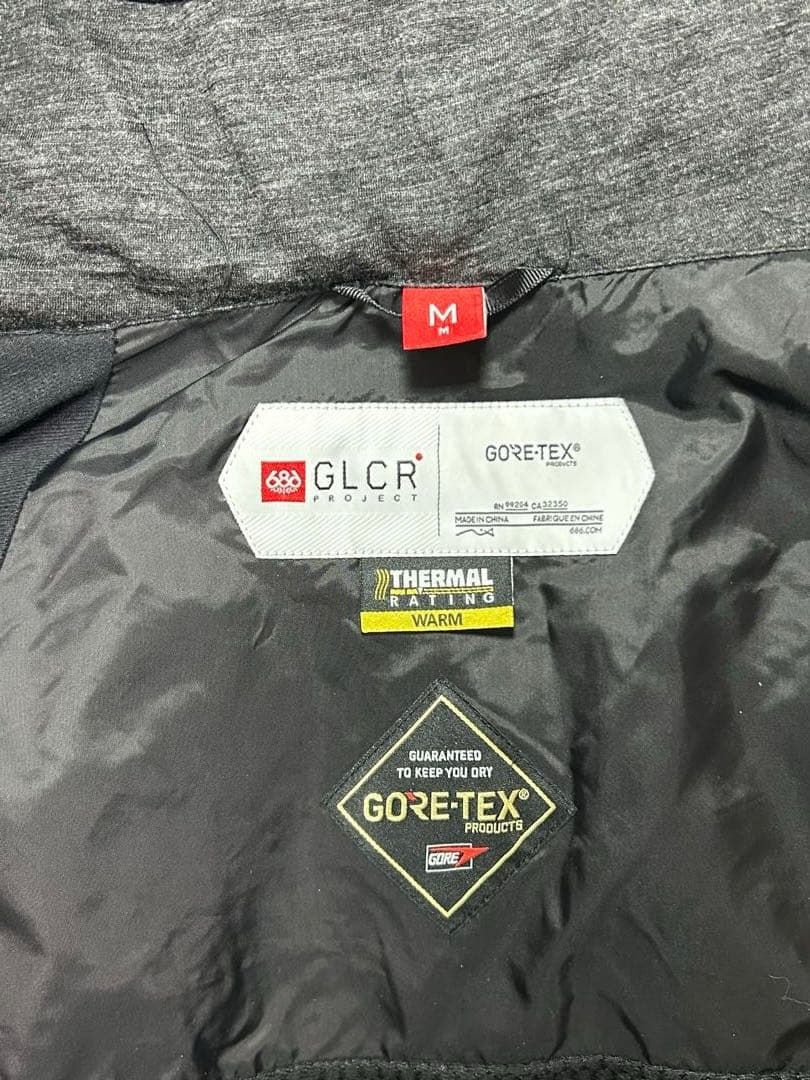 M
M
686
GLCR
PROJECT
GORE-TEX®
PRODUCTS
RN 99204 CA 32350
MADE IN CHINA FABRIQUE EN CHINE
686.COM
THERMAL
RATING
WARM
GUARANTEED
TO KEEP YOU DRY
GORE-TEX®
PRODUCTS
GORE